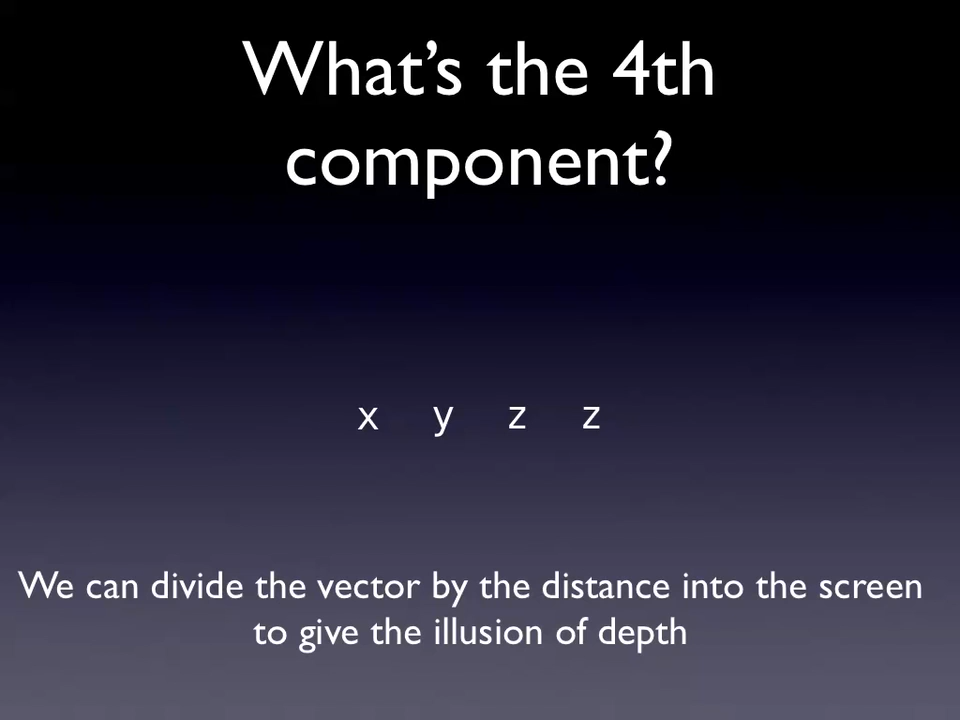 What’s the 4th
component?
x y z z
We can divide the vector by the distance into the screen
to give the illusion of depth